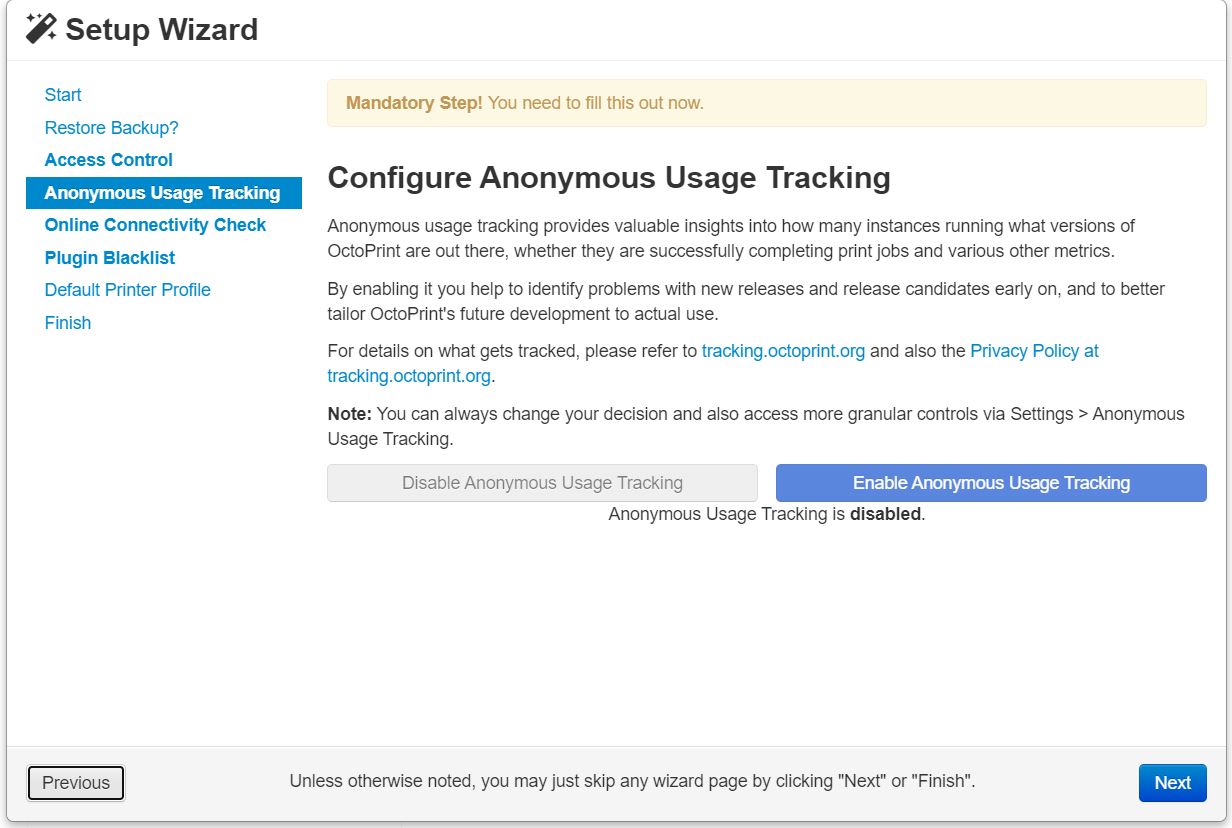 Setup Wizard
Start
Restore Backup?
Access Control
Anonymous Usage Tracking
Online Connectivity Check
Plugin Blacklist
Default Printer Profile
Finish
Mandatory Step! You need to fill this out now.
Configure Anonymous Usage Tracking
Anonymous usage tracking provides valuable insights into how many instances running what versions of
OctoPrint are out there, whether they are successfully completing print jobs and various other metrics.
By enabling it you help to identify problems with new releases and release candidates early on, and to better
tailor OctoPrint's future development to actual use.
For details on what gets tracked, please refer to tracking.octoprint.org and also the Privacy Policy at
tracking.octoprint.org.
Note: You can always change your decision and also access more granular controls via Settings > Anonymous
Usage Tracking.
Disable Anonymous Usage Tracking
Enable Anonymous Usage Tracking
Anonymous Usage Tracking is disabled.
Previous
Unless otherwise noted, you may just skip any wizard page by clicking "Next" or "Finish".
Next